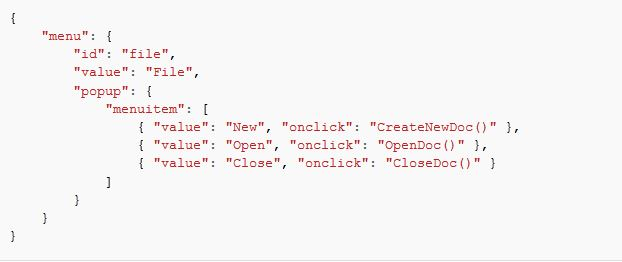 {
    "menu": {
        "id": "file",
        "value": "File",
        "popup": {
            "menuitem": [
                { "value": "New", "onclick": "CreateNewDoc()" },
                { "value": "Open", "onclick": "OpenDoc()" },
                { "value": "Close", "onclick": "CloseDoc()" }
            ]
        }
    }
}